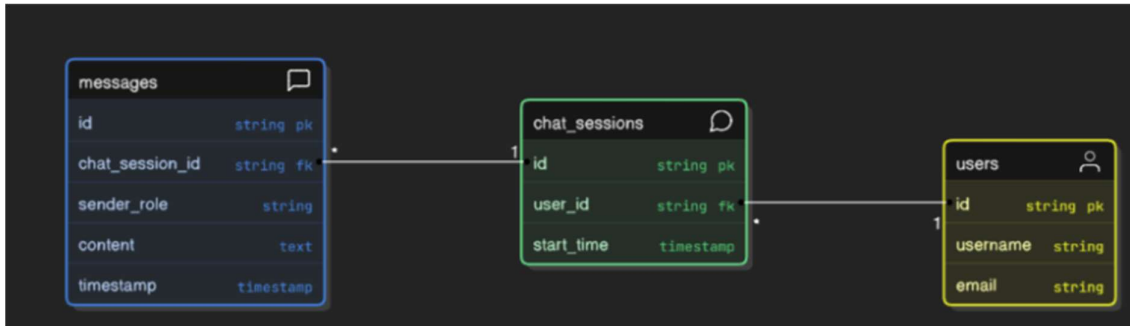 messages
id string pk
chat_session_id string fk
sender_role string
content text
timestamp timestamp
* 1
chat_sessions
id string pk
user_id string fk
start_time timestamp
* 1
users
id string pk
username string
email string